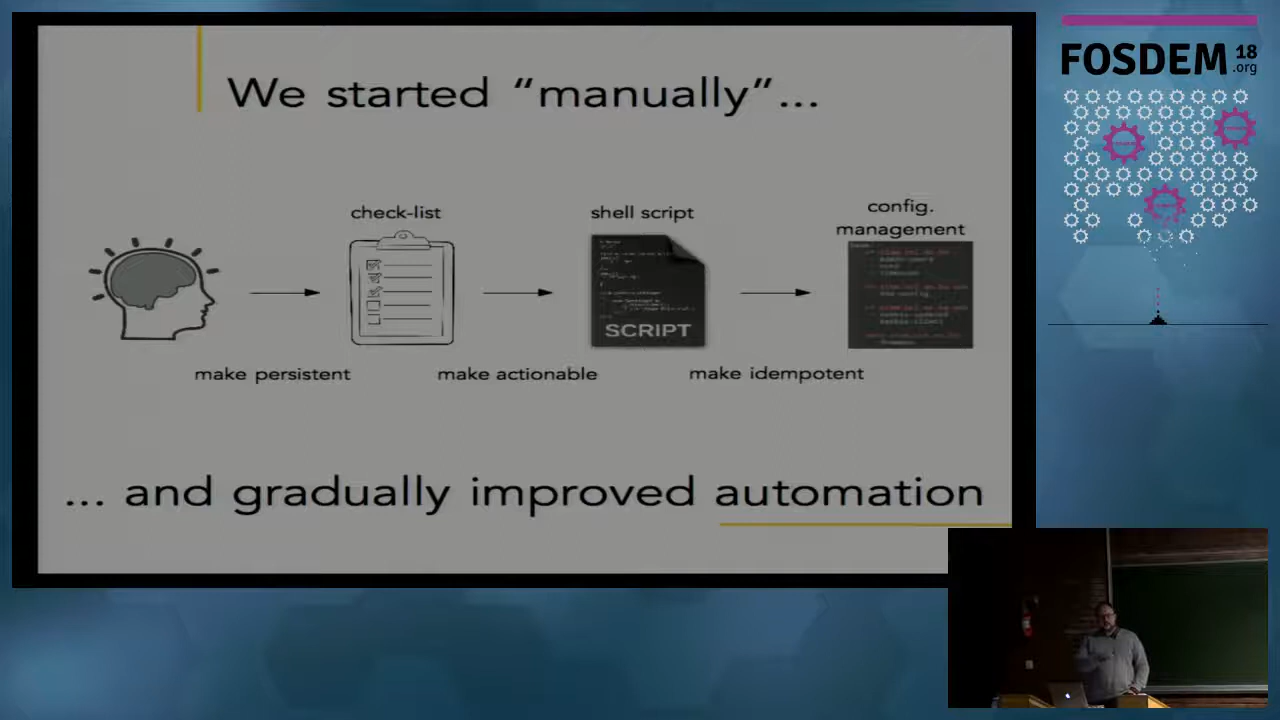 We started “manually”...
check-list
shell script
config.
management
SCRIPT
make persistent
make actionable
make idempotent
... and gradually improved automation
FOSDEM 18
.org